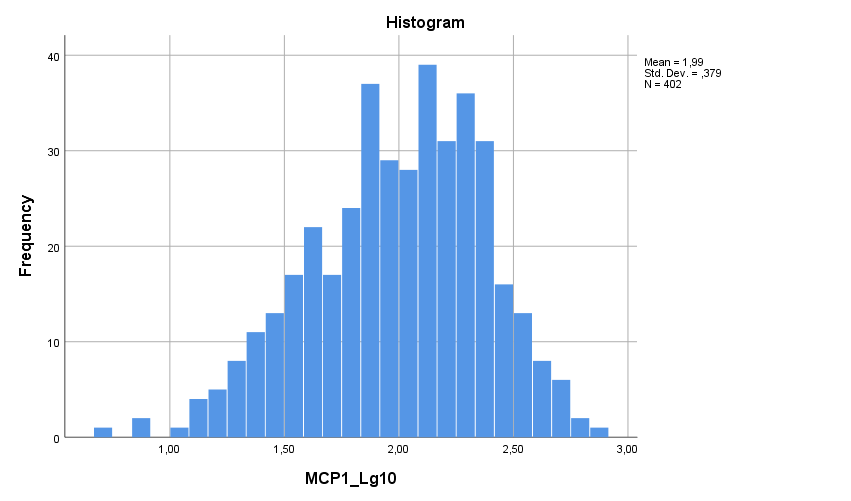 Histogram
Mean = 1,99
Std. Dev. = ,379
N = 402
Frequency
40
30
20
10
0
1,00 1,50 2,00 2,50 3,00
MCP1_Lg10